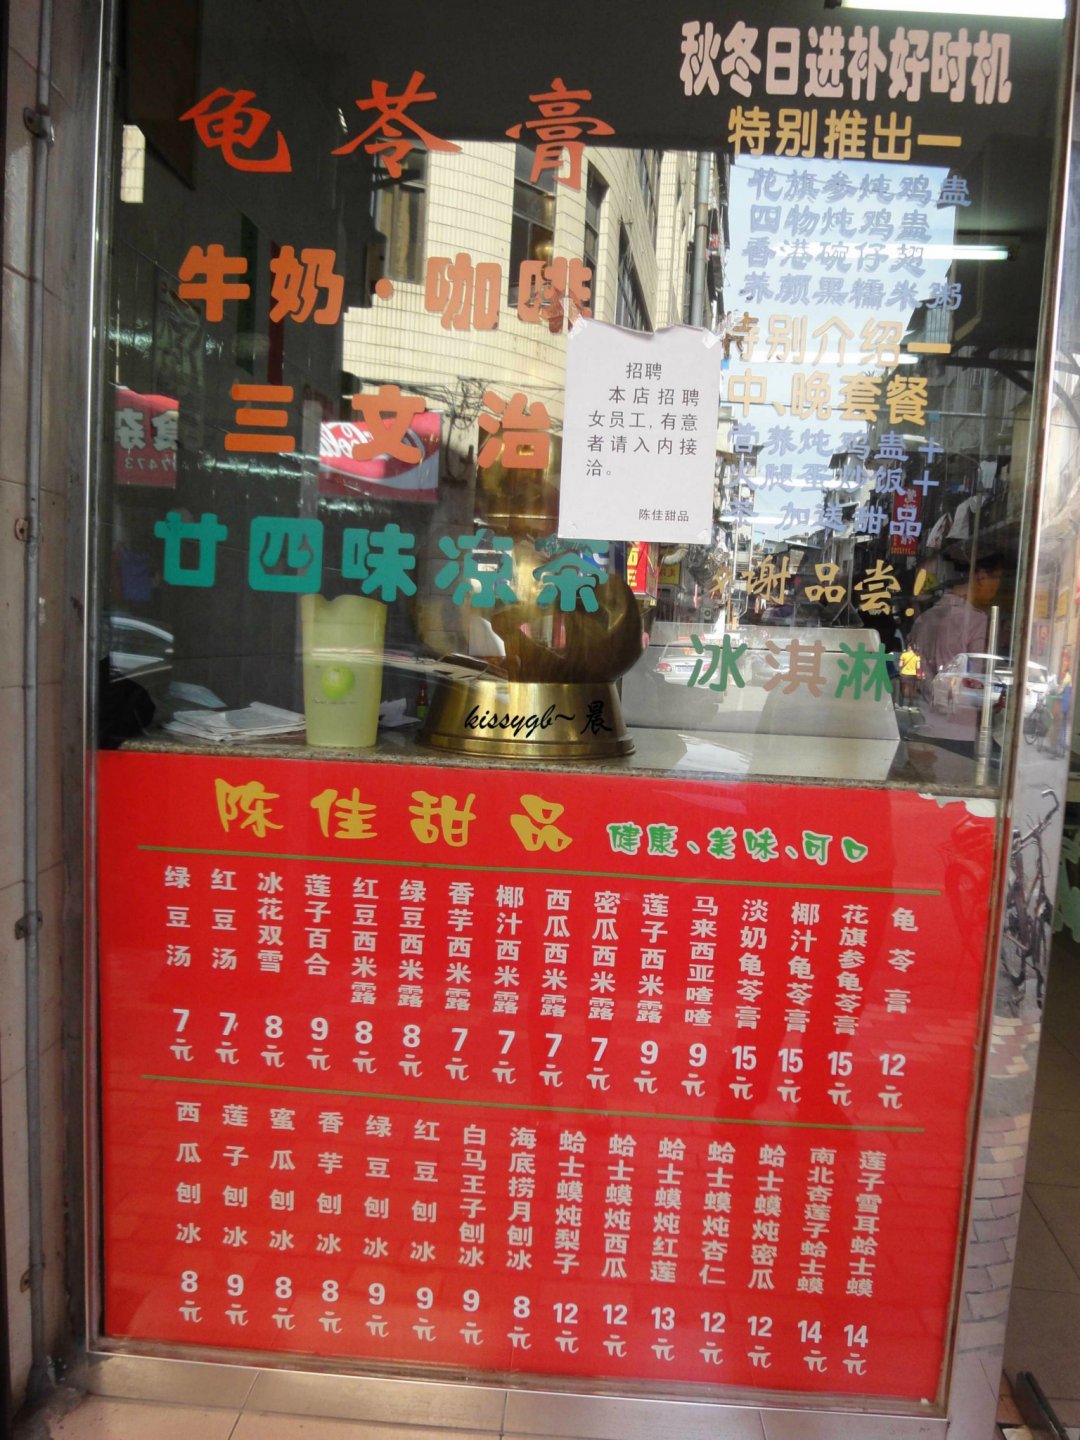 龟苓膏
牛奶·咖啡
三文治
廿四味凉茶
秋冬日进补好时机
特别推出一
花旗参炖鸡蛊
四物炖鸡蛊
香港碗仔翅
养颜黑糯米粥
特别介绍一
中、晚套餐
营养炖鸡蛊+
火腿蛋炒饭+
加送甜品
谢品尝!
冰淇淋
招聘
本店招聘
女员工,有意
者请入内接
洽。
陈佳甜品
kissygb~晨
陈佳甜品 健康、美味、可口
绿豆汤 7元
红豆汤 7元
冰花双雪 8元
莲子百合 9元
红豆西米露 8元
绿豆西米露 8元
香芋西米露 7元
椰汁西米露 7元
西瓜西米露 7元
密瓜西米露 7元
莲子西米露 9元
马来西亚喳喳 9元
淡奶龟苓膏 15元
椰汁龟苓膏 15元
花旗参龟苓膏 15元
龟苓膏 12元
西瓜刨冰 8元
莲子刨冰 9元
蜜瓜刨冰 8元
香芋刨冰 8元
绿豆刨冰 9元
红豆刨冰 9元
白马王子刨冰 9元
海底捞月刨冰 8元
蛤士蟆炖梨子 12元
蛤士蟆炖西瓜 12元
蛤士蟆炖红莲 13元
蛤士蟆炖杏仁 12元
蛤士蟆炖密瓜 12元
南北杏莲子蛤士蟆 14元
莲子雪耳蛤士蟆 14元